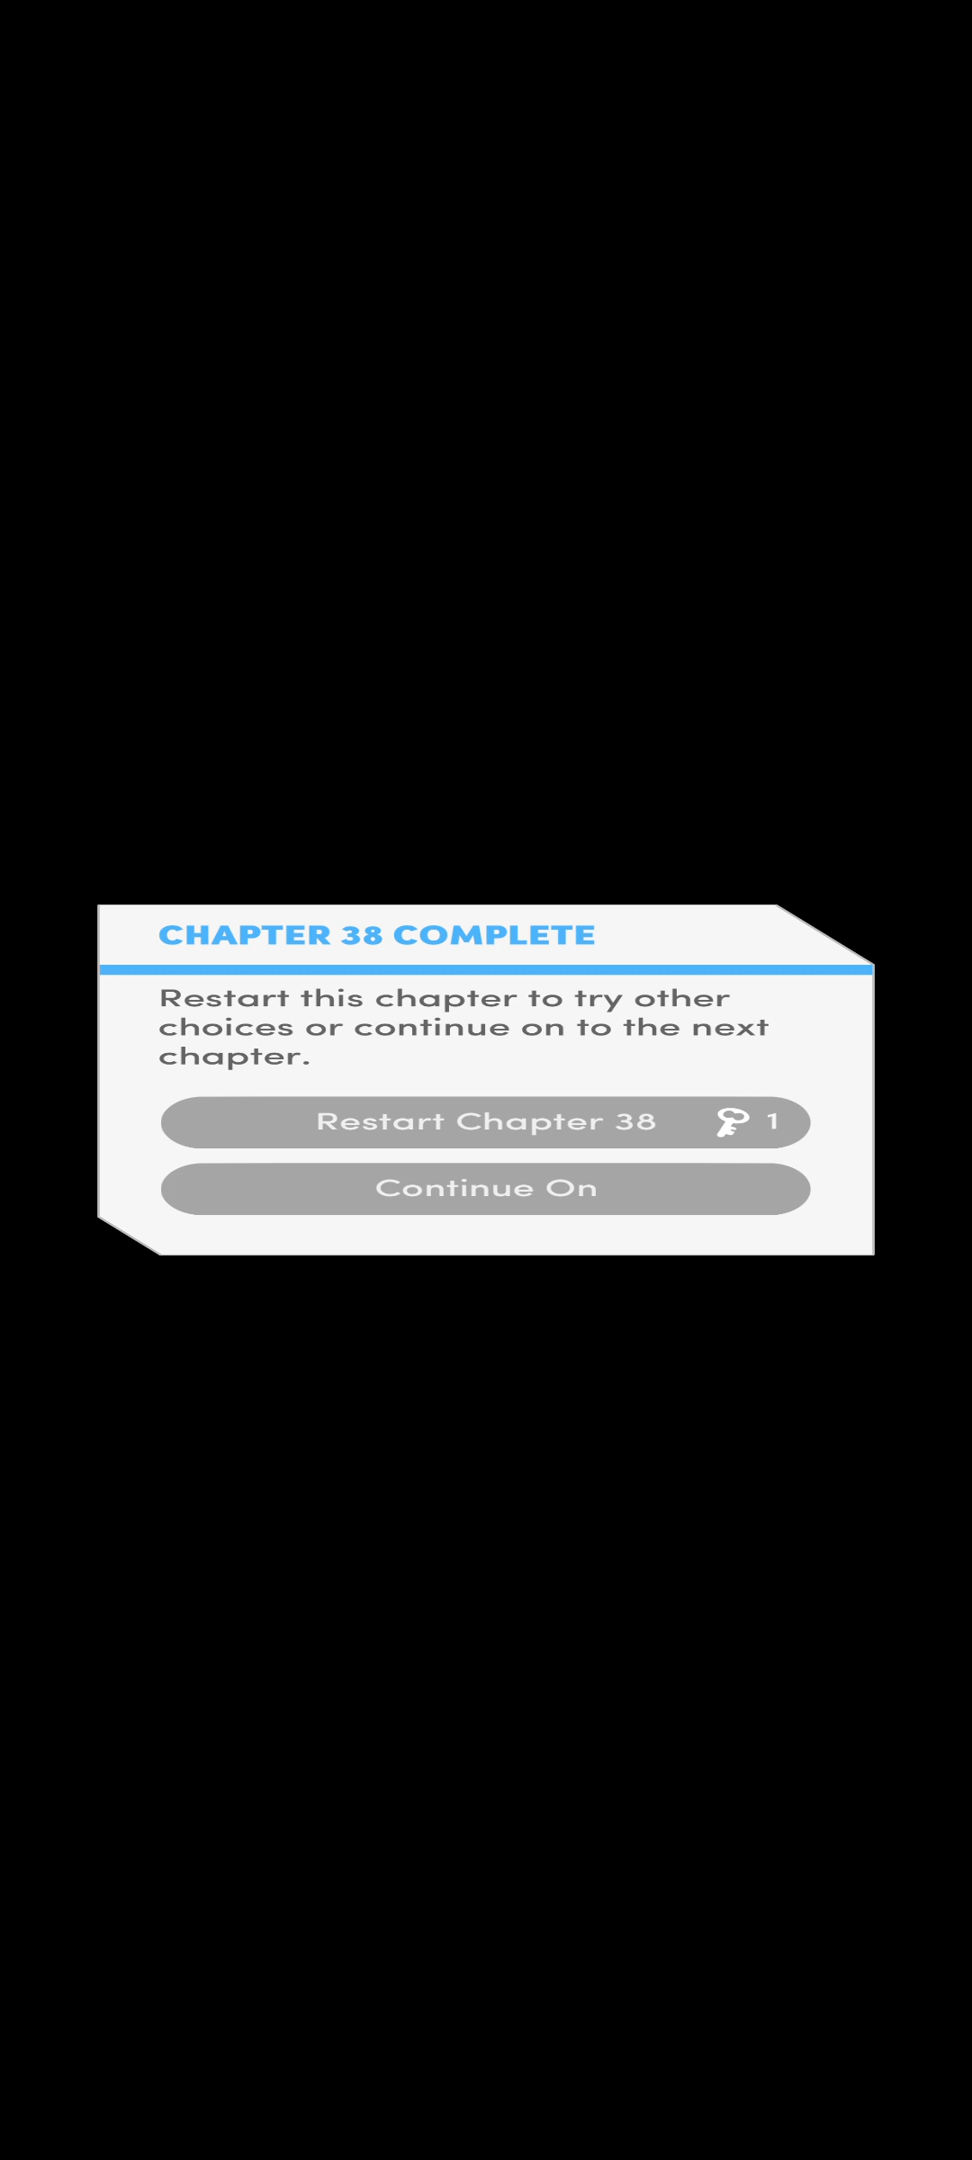 CHAPTER 38 COMPLETE
Restart this chapter to try other
choices or continue on to the next
chapter.
Restart Chapter 38 1
Continue On